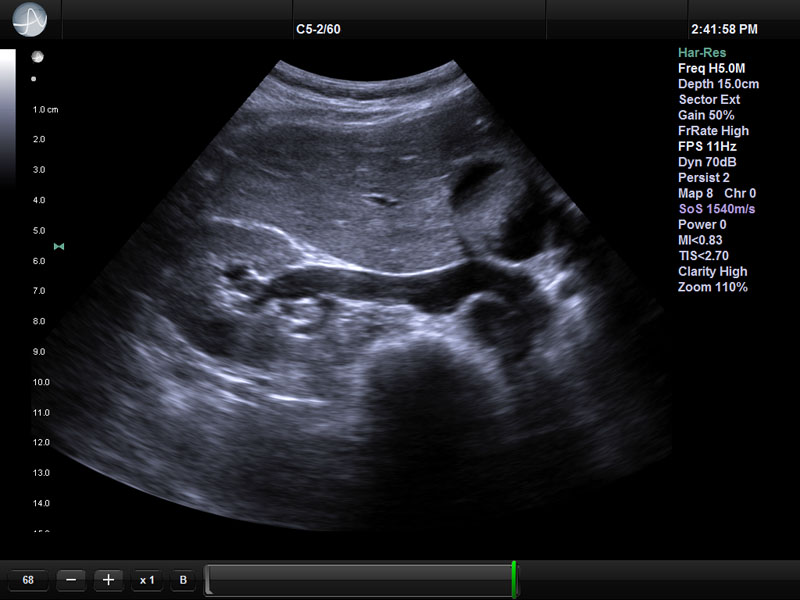 C5-2/60
2:41:58 PM
Har-Res
Freq H5.0M
Depth 15.0cm
Sector Ext
Gain 50%
FrRate High
FPS 11Hz
Dyn 70dB
Persist 2
Map 8 Chr 0
SoS 1540m/s
Power 0
MI<0.83
TIS<2.70
Clarity High
Zoom 110%
1.0 cm
2.0
3.0
4.0
5.0
6.0
7.0
8.0
9.0
10.0
11.0
12.0
13.0
14.0
68 − + x 1 B